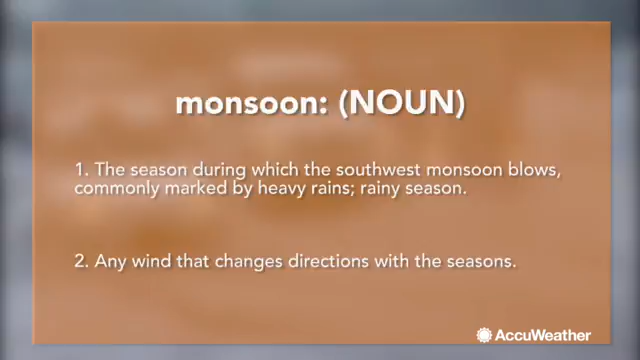 monsoon: (NOUN)
1. The season during which the southwest monsoon blows,
commonly marked by heavy rains; rainy season.
2. Any wind that changes directions with the seasons.
AccuWeather